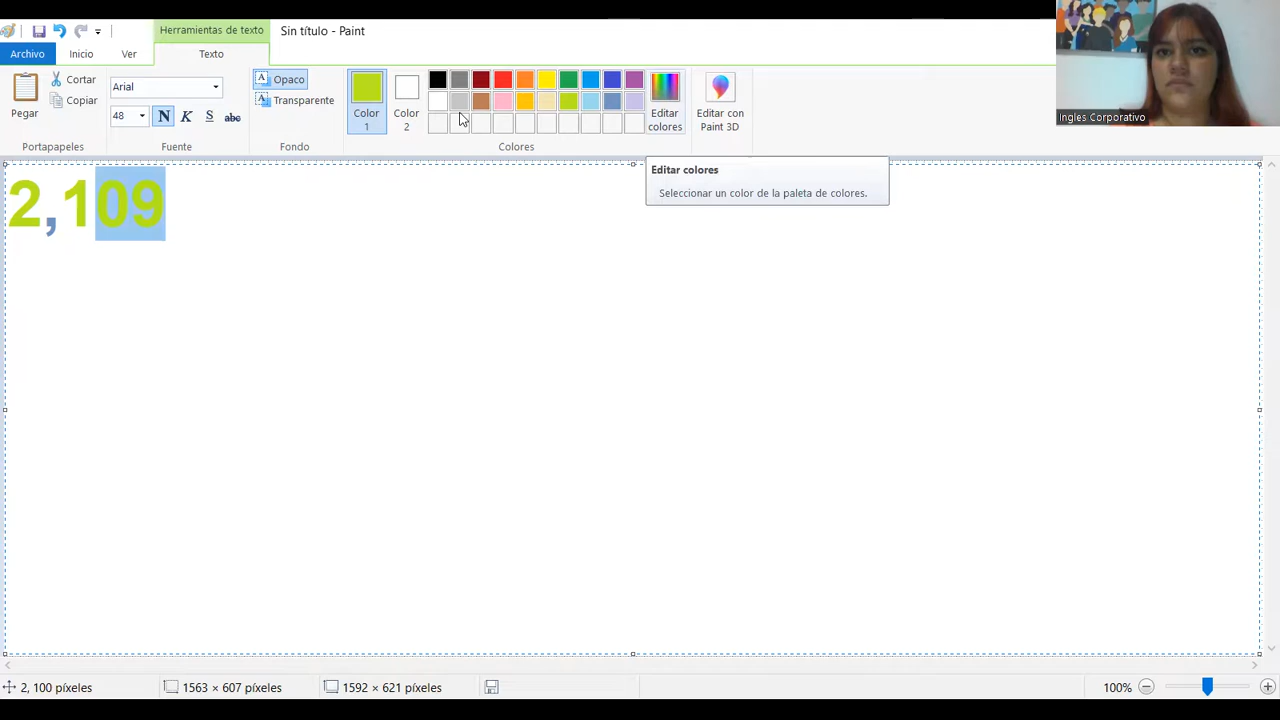 Herramientas de texto
Sin título - Paint
Archivo
Inicio
Ver
Texto
Pegar
Cortar
Copiar
Portapapeles
Arial
48
N K S abc
Fuente
A Opaco
A Transparente
Fondo
Color
1
Color
2
Colores
Editar
colores
Editar con
Paint 3D
Ingles Corporativo
Editar colores
Seleccionar un color de la paleta de colores.
2,109
2, 100 píxeles
1563 × 607 píxeles
1592 × 621 píxeles
100%